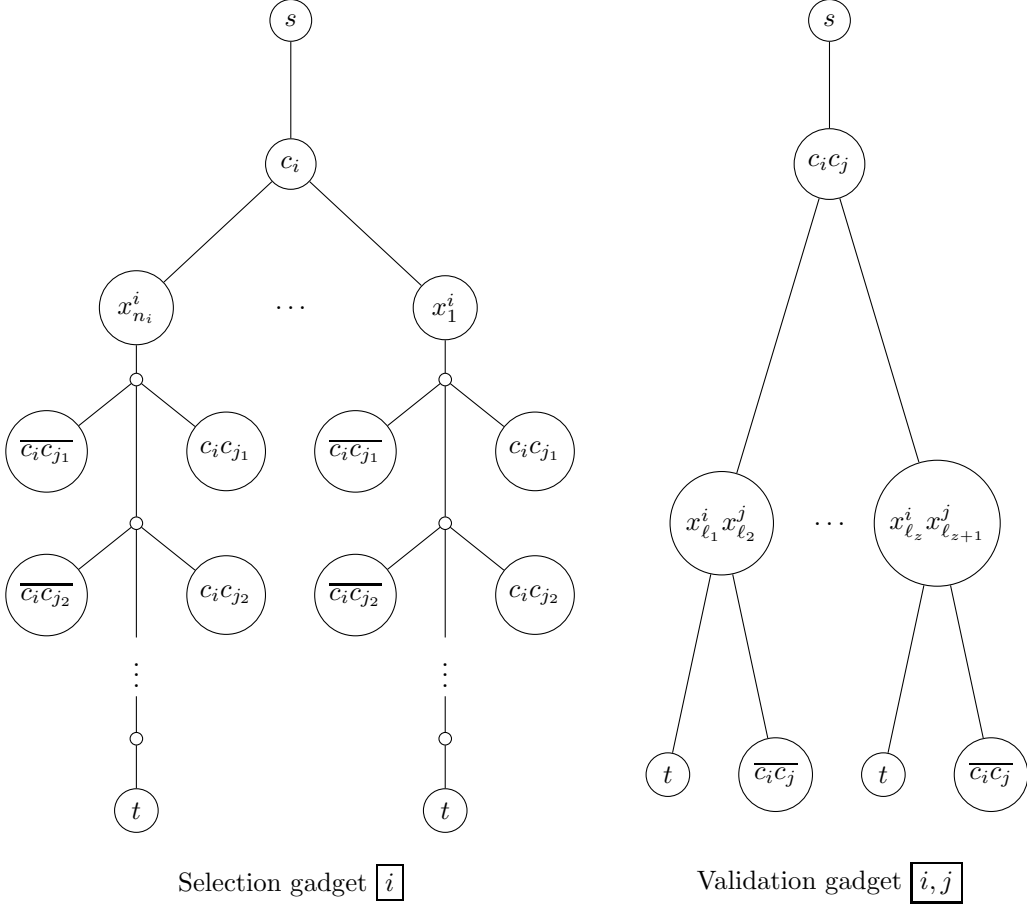 s s
c_i c_i c_j
x^i_{n_i} ⋯ x^i_1
\overline{c_i c_{j_1}} c_i c_{j_1} \overline{c_i c_{j_1}} c_i c_{j_1}
x^i_{ℓ_1} x^j_{ℓ_2} ⋯ x^i_{ℓ_z} x^j_{ℓ_{z+1}}
\overline{c_i c_{j_2}} c_i c_{j_2} \overline{c_i c_{j_2}} c_i c_{j_2}
⋮ ⋮
t \overline{c_i c_j} t \overline{c_i c_j}
t t
Selection gadget i Validation gadget i, j